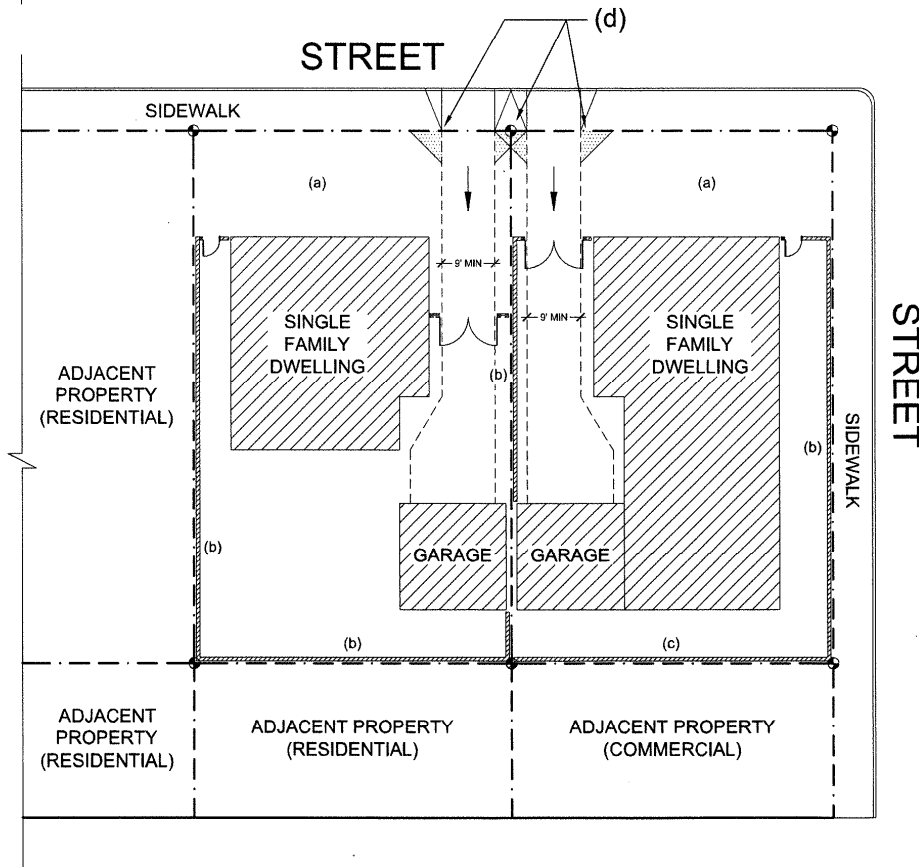 (d)
STREET
SIDEWALK
(a)
(a)
9' MIN
9' MIN
SINGLE
FAMILY
DWELLING
SINGLE
FAMILY
DWELLING
STREET
ADJACENT
PROPERTY
(RESIDENTIAL)
(b)
(b)
SIDEWALK
(b)
GARAGE
GARAGE
(b)
(c)
ADJACENT
PROPERTY
(RESIDENTIAL)
ADJACENT PROPERTY
(RESIDENTIAL)
ADJACENT PROPERTY
(COMMERCIAL)